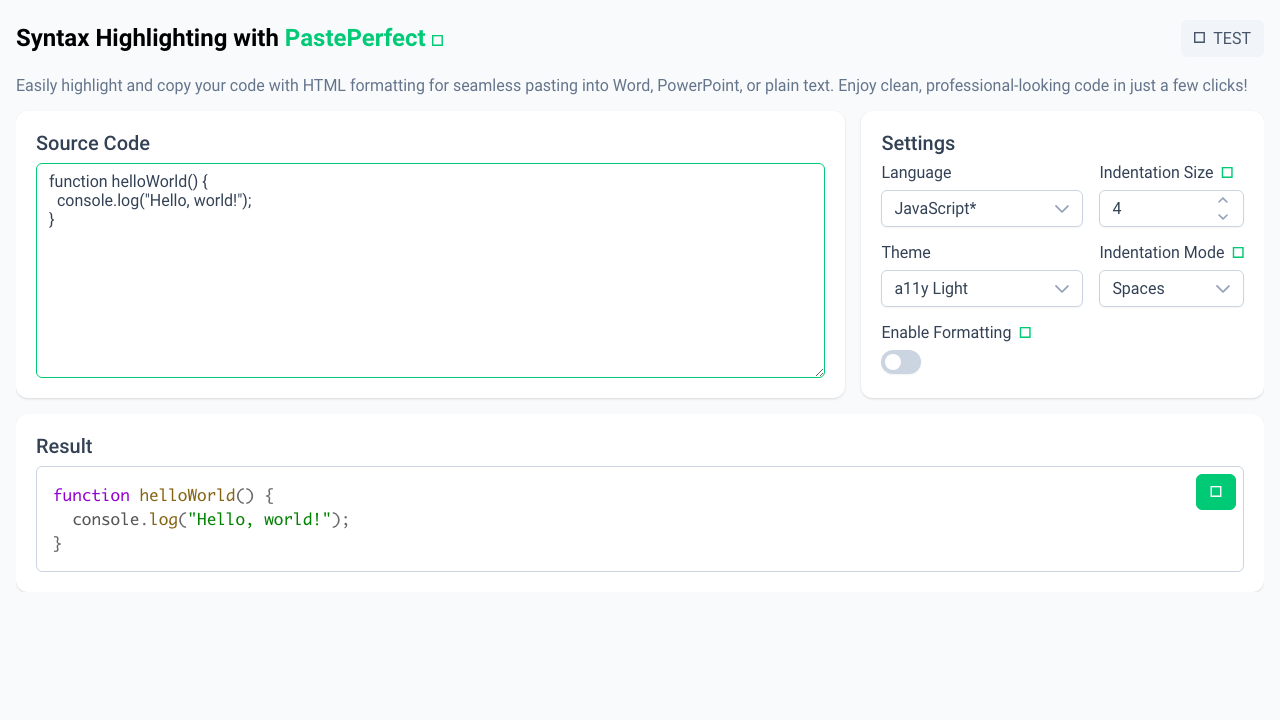 Syntax Highlighting with PastePerfect
TEST
Easily highlight and copy your code with HTML formatting for seamless pasting into Word, PowerPoint, or plain text. Enjoy clean, professional-looking code in just a few clicks!
Source Code
function helloWorld() {
  console.log("Hello, world!");
}
Settings
Language
Indentation Size
JavaScript*
4
Theme
Indentation Mode
a11y Light
Spaces
Enable Formatting
Result
function helloWorld() {
  console.log("Hello, world!");
}